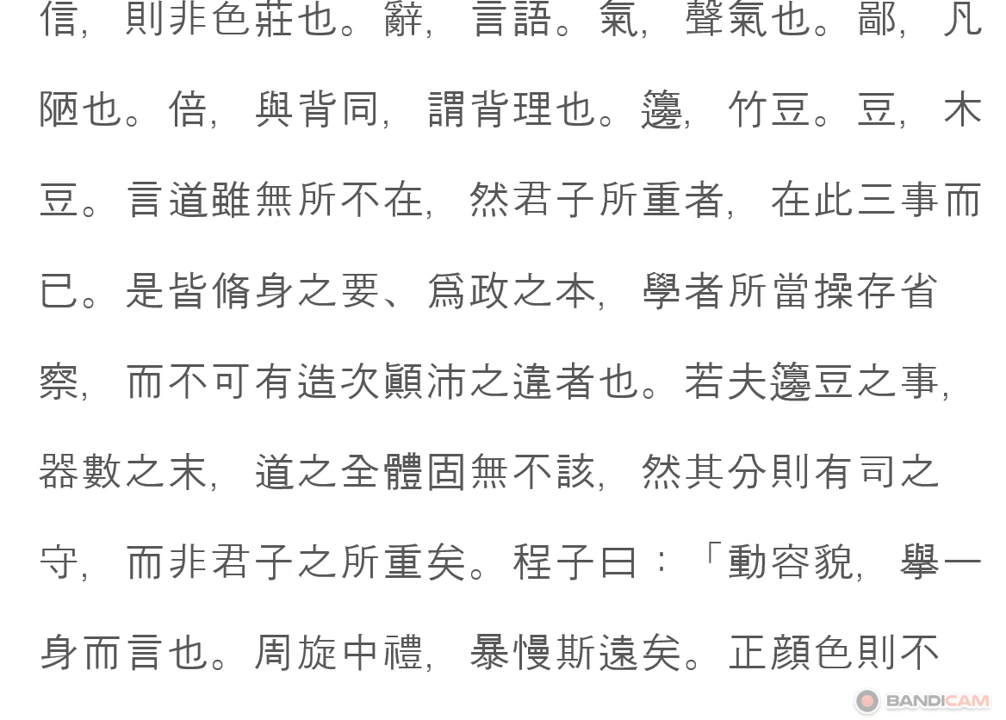 信，則非色莊也。辭，言語。氣，聲氣也。鄙，凡
陋也。倍，與背同，謂背理也。籩，竹豆。豆，木
豆。言道雖無所不在，然君子所重者，在此三事而
已。是皆脩身之要、爲政之本，學者所當操存省
察，而不可有造次顚沛之違者也。若夫籩豆之事，
器數之末，道之全體固無不該，然其分則有司之
守，而非君子之所重矣。程子曰：「動容貌，擧一
身而言也。周旋中禮，暴慢斯遠矣。正顔色則不
BANDICAM